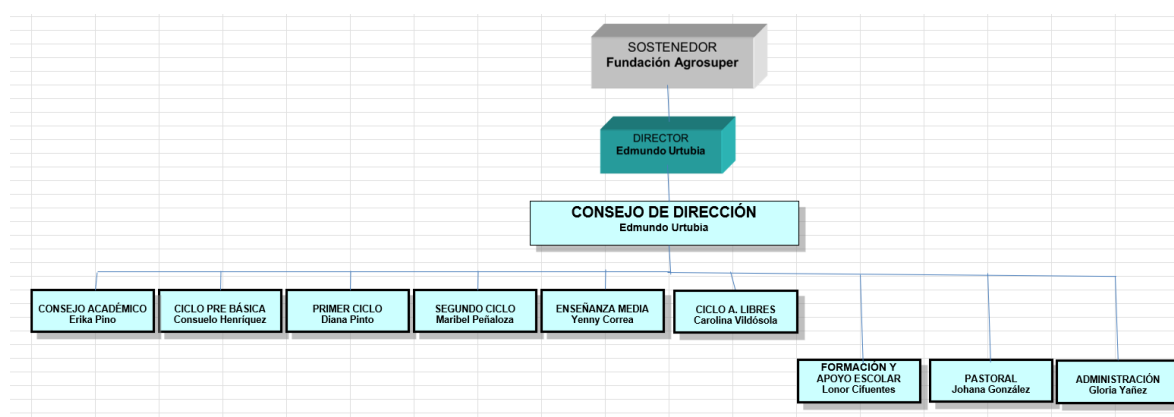 SOSTENEDOR
Fundación Agrosuper
DIRECTOR
Edmundo Urtubia
CONSEJO DE DIRECCIÓN
Edmundo Urtubia
CONSEJO ACADÉMICO
Erika Pino
CICLO PRE BÁSICA
Consuelo Henríquez
PRIMER CICLO
Diana Pinto
SEGUNDO CICLO
Maribel Peñaloza
ENSEÑANZA MEDIA
Yenny Correa
CICLO A. LIBRES
Carolina Vildósola
FORMACIÓN Y
APOYO ESCOLAR
Lonor Cifuentes
PASTORAL
Johana González
ADMINISTRACIÓN
Gloria Yañez